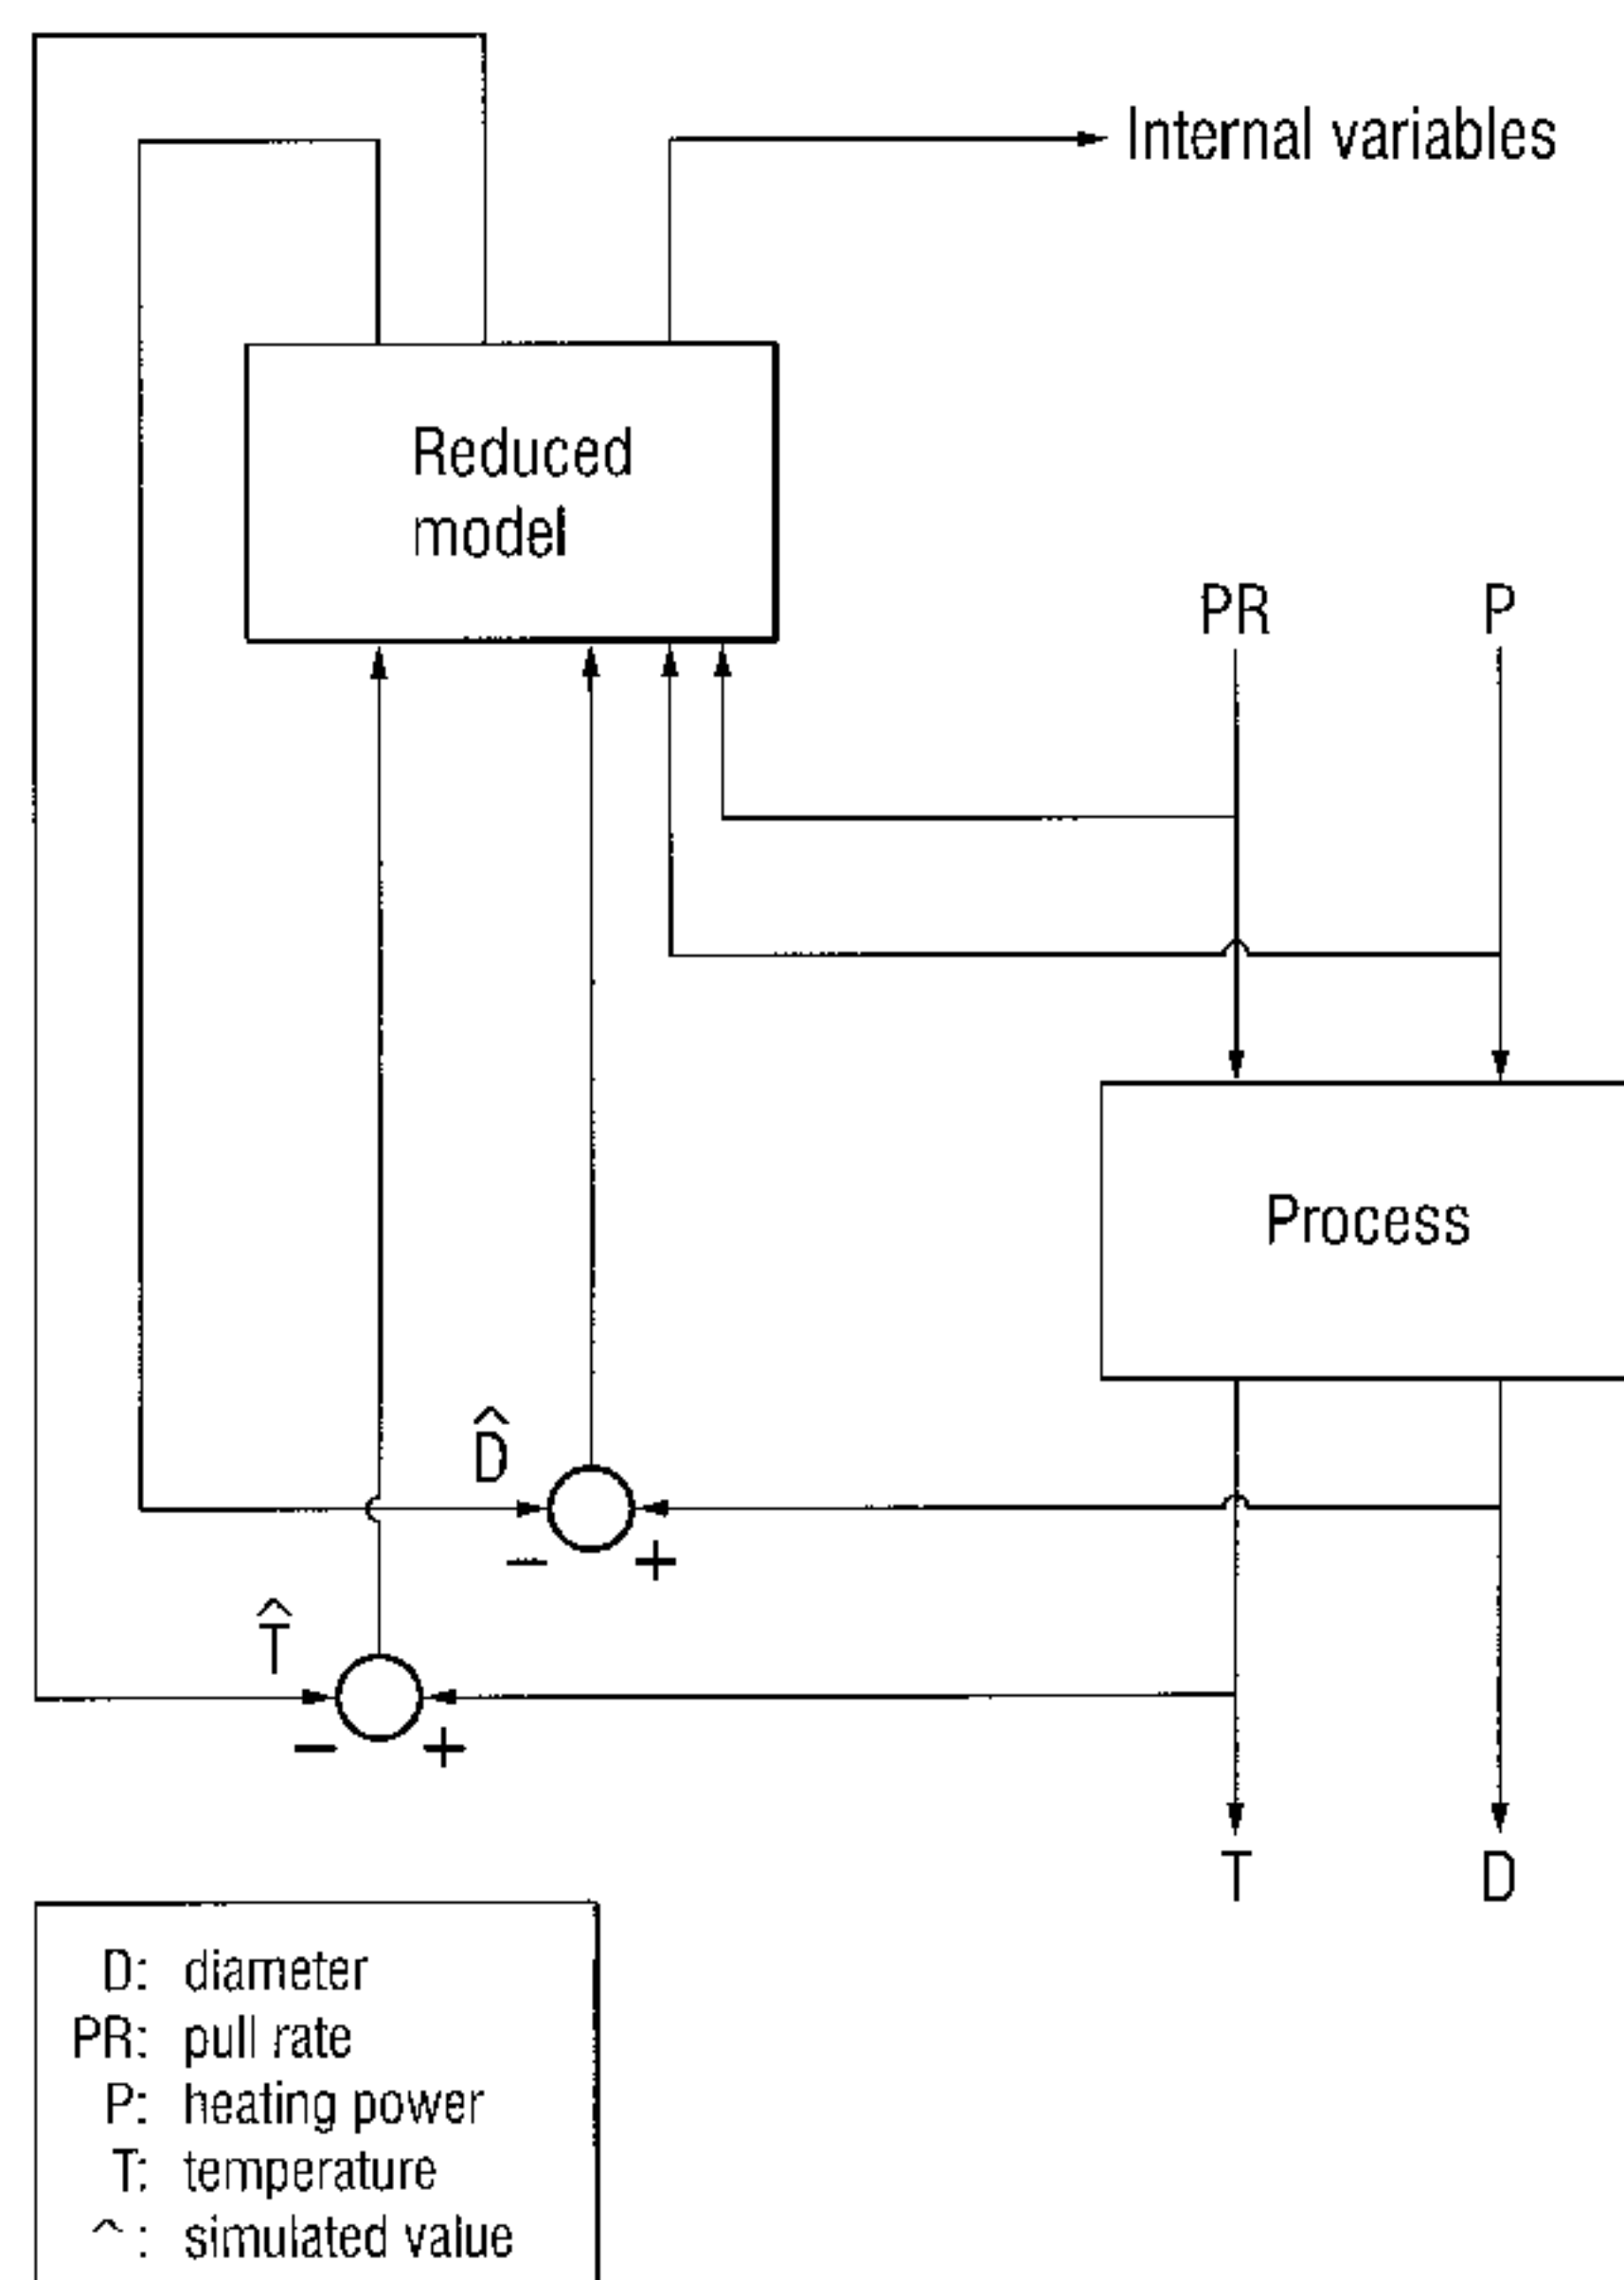 Internal variables
Reduced
model
PR
P
Process
D̂
− +
T̂
− +
T
D
D: diameter
PR: pull rate
P: heating power
T: temperature
^ : simulated value